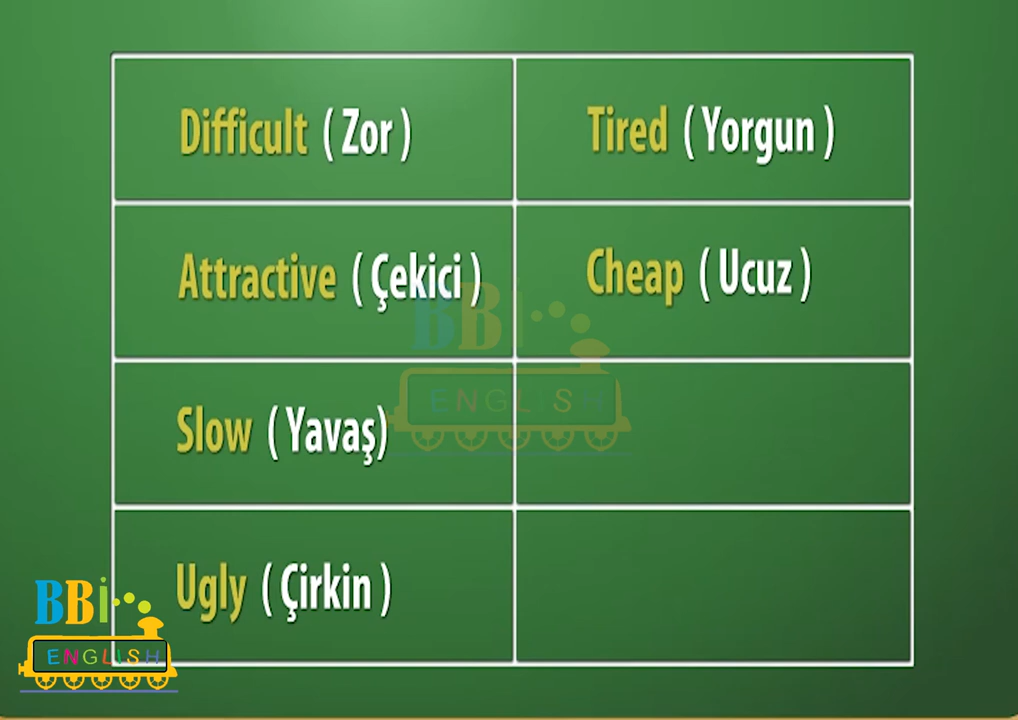 Difficult ( Zor )
Tired ( Yorgun )
Attractive ( Çekici )
Cheap ( Ucuz )
BBi
ENGLISH
Slow ( Yavaş)
Ugly ( Çirkin )
BBi
ENGLISH